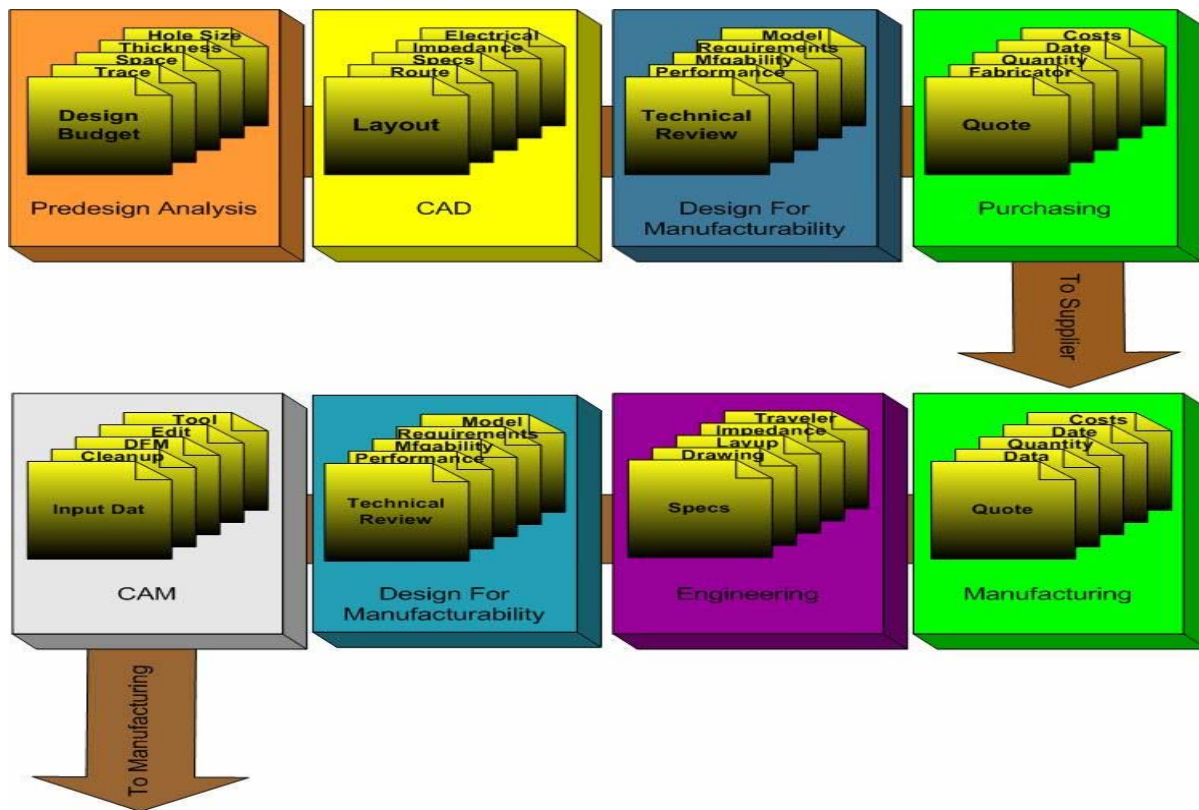 Hole Size
Thickness
Space
Trace
Design
Budget
Predesign Analysis
Electrical
Impedance
Specs
Route
Layout
CAD
Model
Requirements
Mfgability
Performance
Technical
Review
Design For
Manufacturability
Costs
Date
Quantity
Fabricator
Quote
Purchasing
To Supplier
Tool
Edit
DFM
Cleanup
Input Dat
CAM
Model
Requirements
Mfgability
Performance
Technical
Review
Design For
Manufacturability
Traveler
Impedance
Layup
Drawing
Specs
Engineering
Costs
Date
Quantity
Data
Quote
Manufacturing
To Manufacturing